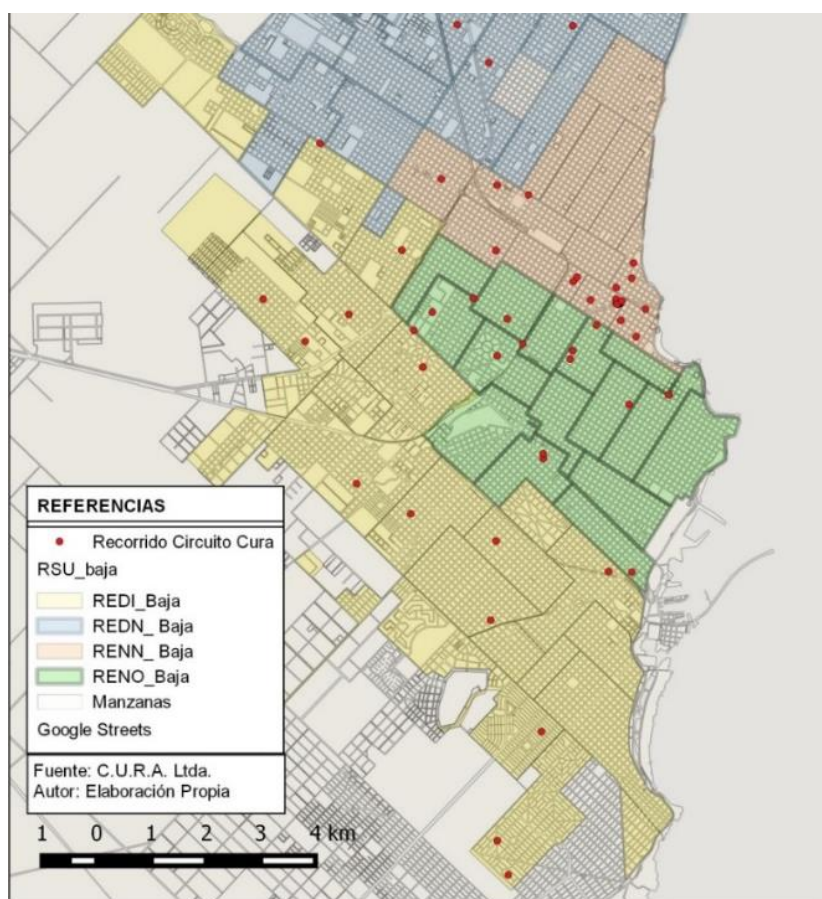 REFERENCIAS
Recorrido Circuito Cura
RSU_baja
REDI_Baja
REDN_ Baja
RENN_ Baja
RENO_Baja
Manzanas
Google Streets
Fuente: C.U.R.A. Ltda.
Autor: Elaboración Propia
1 0 1 2 3 4 km